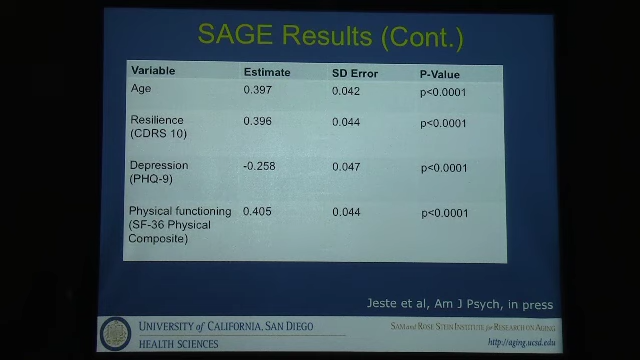 SAGE Results (Cont.)
Variable Estimate SD Error P-Value
Age 0.397 0.042 p<0.0001
Resilience 0.396 0.044 p<0.0001
(CDRS 10)
Depression -0.258 0.047 p<0.0001
(PHQ-9)
Physical functioning 0.405 0.044 p<0.0001
(SF-36 Physical
Composite)
Jeste et al, Am J Psych, in press
UNIVERSITY OF CALIFORNIA, SAN DIEGO
HEALTH SCIENCES
SAM AND ROSE STEIN INSTITUTE for RESEARCH ON AGING
http://aging.ucsd.edu